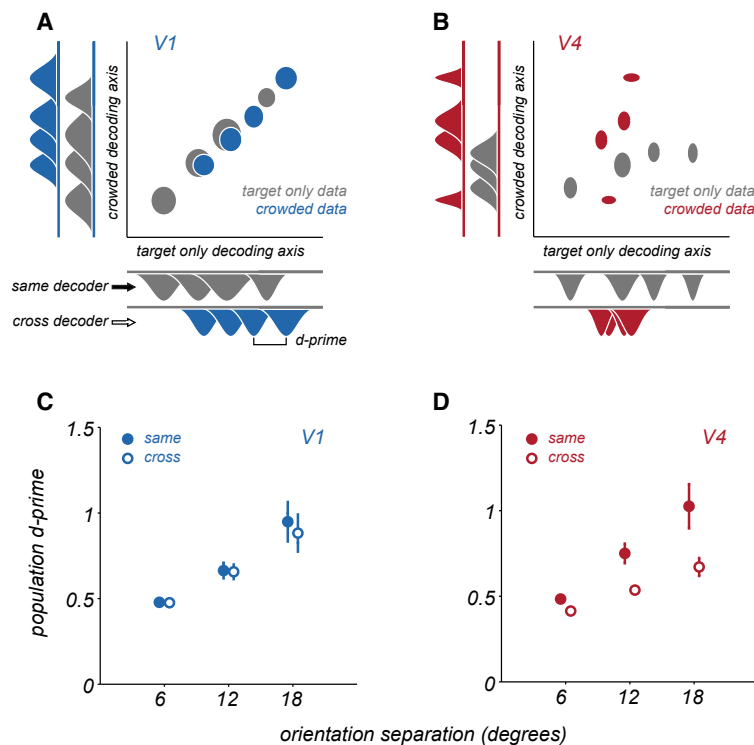 A
V1
crowded decoding axis
target only data
crowded data
target only decoding axis
same decoder
cross decoder
d-prime
B
V4
crowded decoding axis
target only data
crowded data
target only decoding axis
C
V1
same
cross
population d-prime
1.5
1
0.5
0
6
12
18
D
V4
same
cross
1.5
1
0.5
0
6
12
18
orientation separation (degrees)